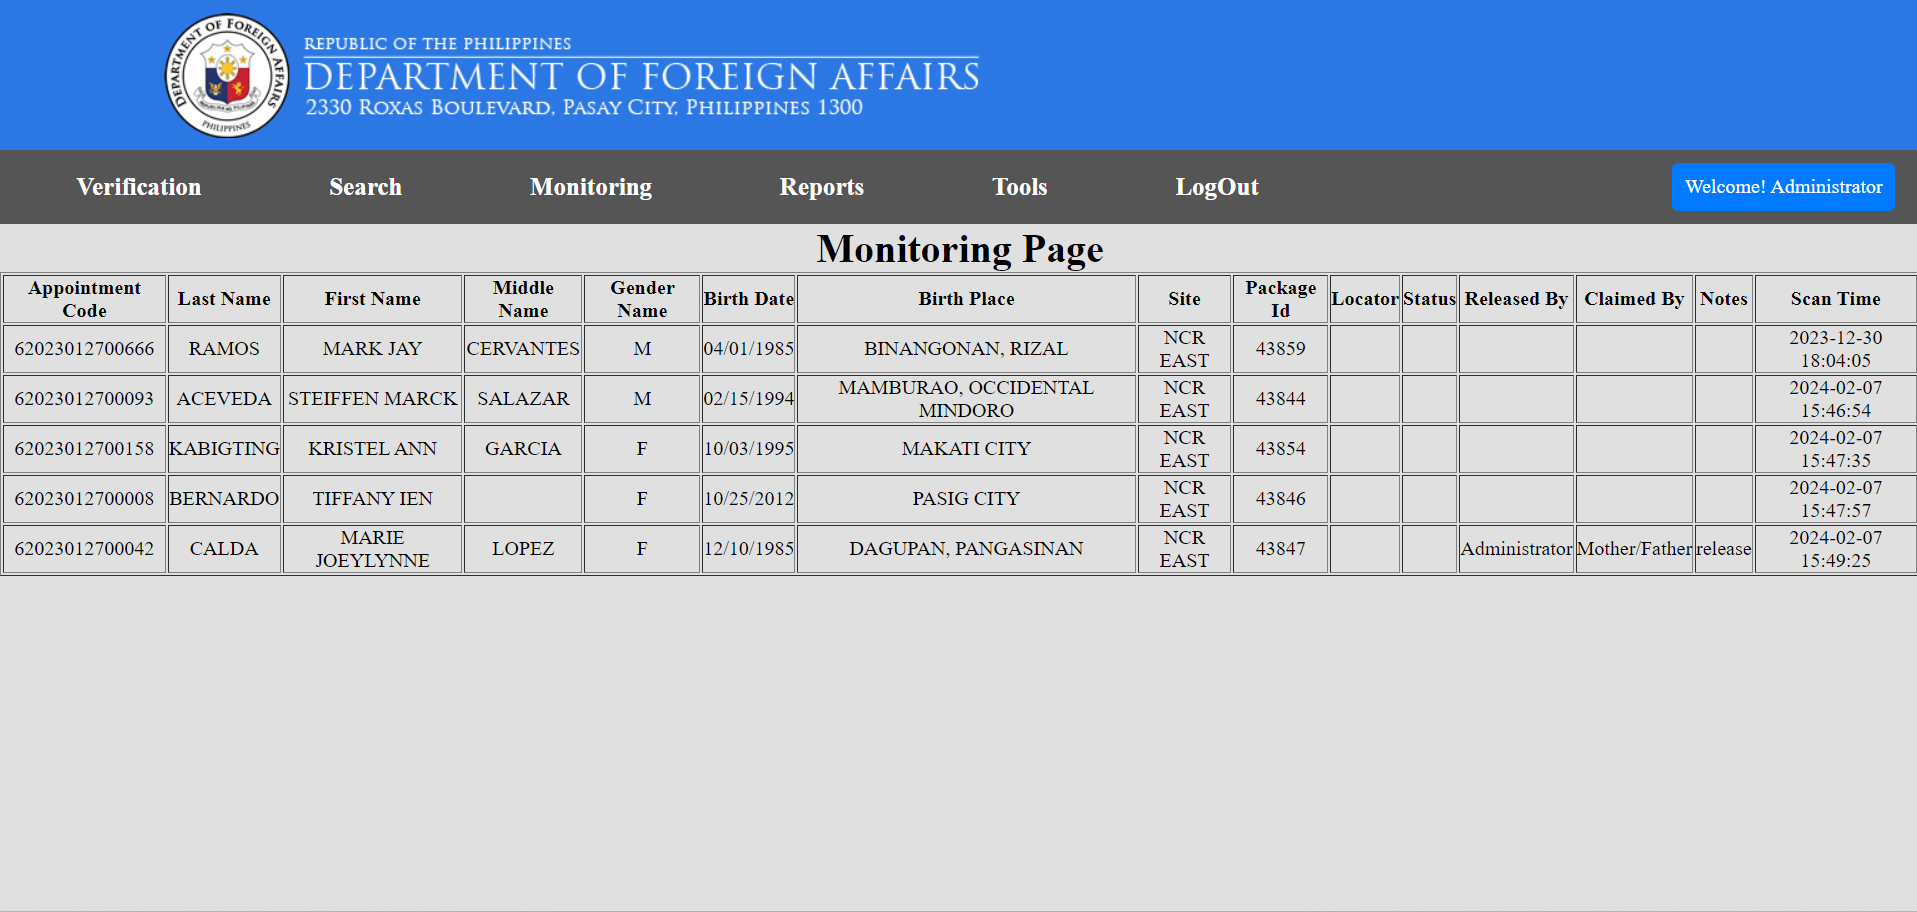 DEPARTMENT OF FOREIGN AFFAIRS
PHILIPPINES
REPUBLIC OF THE PHILIPPINES
DEPARTMENT OF FOREIGN AFFAIRS
2330 ROXAS BOULEVARD, PASAY CITY, PHILIPPINES 1300
Verification Search Monitoring Reports Tools LogOut Welcome! Administrator
Monitoring Page
Appointment Code Last Name First Name Middle Name Gender Name Birth Date Birth Place Site Package Id Locator Status Released By Claimed By Notes Scan Time
62023012700666 RAMOS MARK JAY CERVANTES M 04/01/1985 BINANGONAN, RIZAL NCR EAST 43859 2023-12-30 18:04:05
62023012700093 ACEVEDA STEIFFEN MARCK SALAZAR M 02/15/1994 MAMBURAO, OCCIDENTAL MINDORO NCR EAST 43844 2024-02-07 15:46:54
62023012700158 KABIGTING KRISTEL ANN GARCIA F 10/03/1995 MAKATI CITY NCR EAST 43854 2024-02-07 15:47:35
62023012700008 BERNARDO TIFFANY IEN F 10/25/2012 PASIG CITY NCR EAST 43846 2024-02-07 15:47:57
62023012700042 CALDA MARIE JOEYLYNNE LOPEZ F 12/10/1985 DAGUPAN, PANGASINAN NCR EAST 43847 Administrator Mother/Father release 2024-02-07 15:49:25